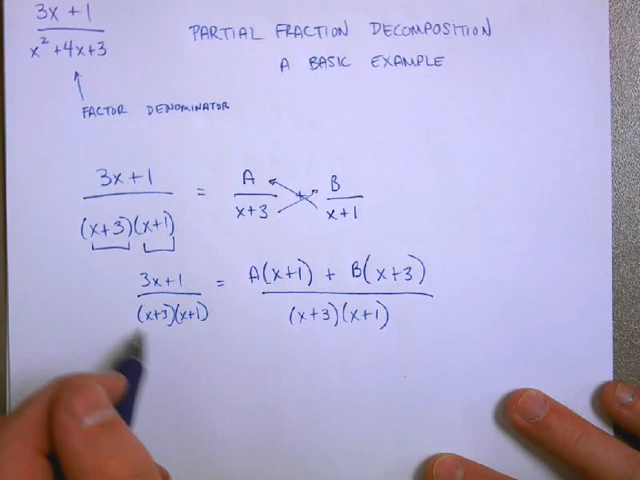 3x + 1
x² + 4x + 3
PARTIAL FRACTION DECOMPOSITION
A BASIC EXAMPLE
FACTOR DENOMINATOR
3x + 1 / (x+3)(x+1) = A / x+3 + B / x+1
3x + 1 / (x+3)(x+1) = A(x+1) + B(x+3) / (x+3)(x+1)